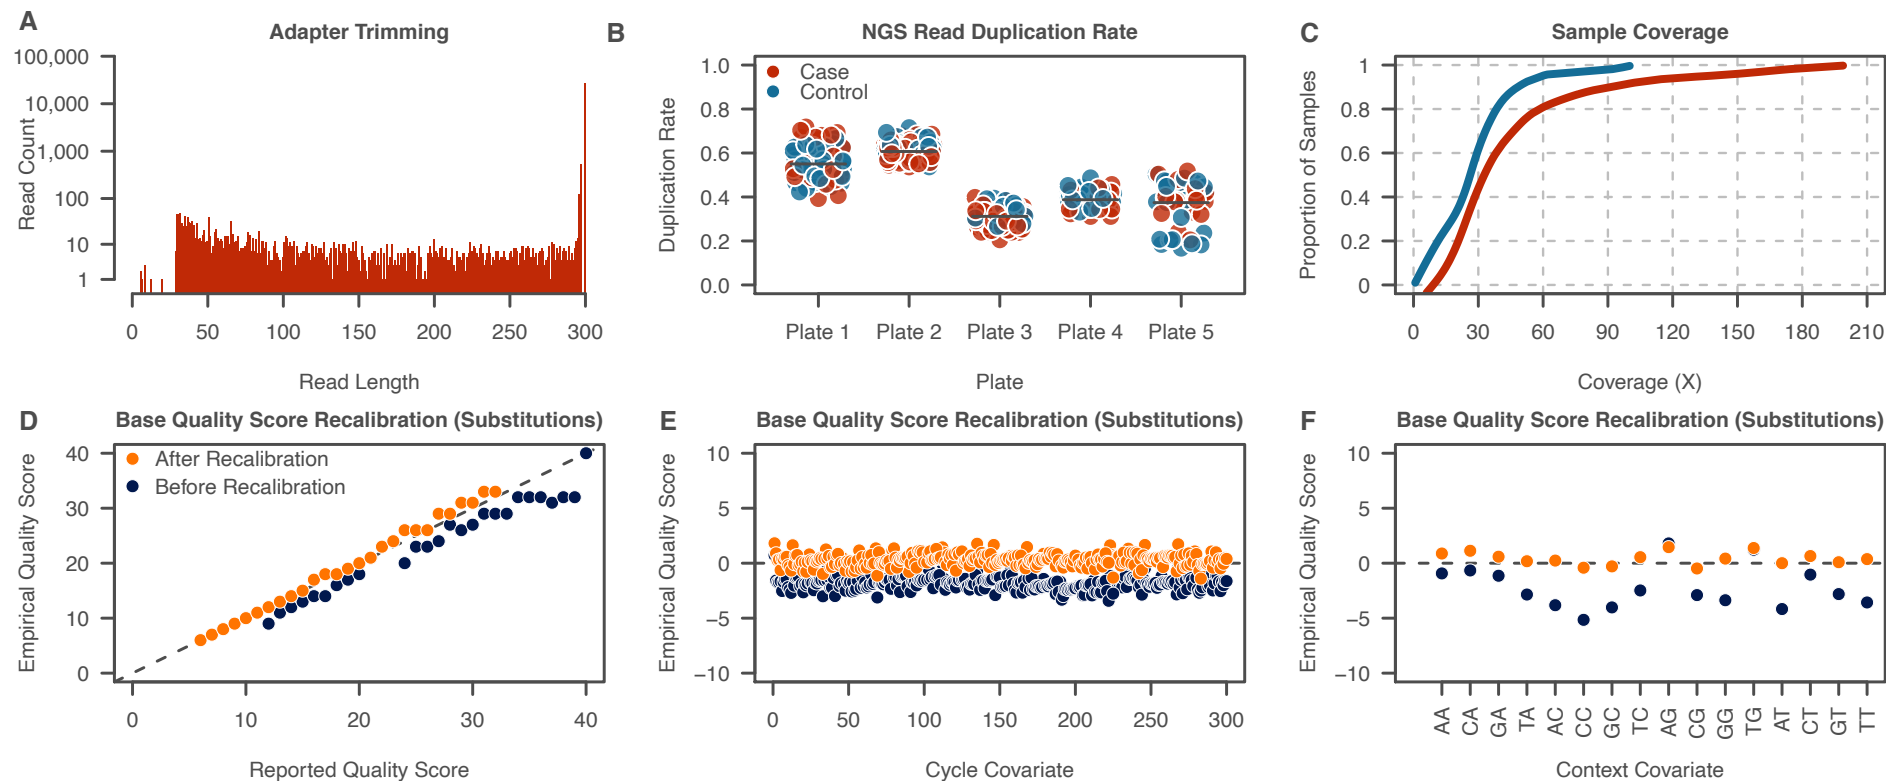 A
Adapter Trimming
100,000
10,000
1,000
100
10
1
Read Count
0 50 100 150 200 250 300
Read Length
B
NGS Read Duplication Rate
Case
Control
1.0
0.8
0.6
0.4
0.2
0.0
Duplication Rate
Plate 1 Plate 2 Plate 3 Plate 4 Plate 5
Plate
C
Sample Coverage
1
0.8
0.6
0.4
0.2
0
Proportion of Samples
0 30 60 90 120 150 180 210
Coverage (X)
D
Base Quality Score Recalibration (Substitutions)
After Recalibration
Before Recalibration
40
30
20
10
0
Empirical Quality Score
0 10 20 30 40
Reported Quality Score
E
Base Quality Score Recalibration (Substitutions)
10
5
0
−5
−10
Empirical Quality Score
0 50 100 150 200 250 300
Cycle Covariate
F
Base Quality Score Recalibration (Substitutions)
10
5
0
−5
−10
Empirical Quality Score
AA CA GA TA AC CC GC TC AG CG GG TG AT CT GT TT
Context Covariate